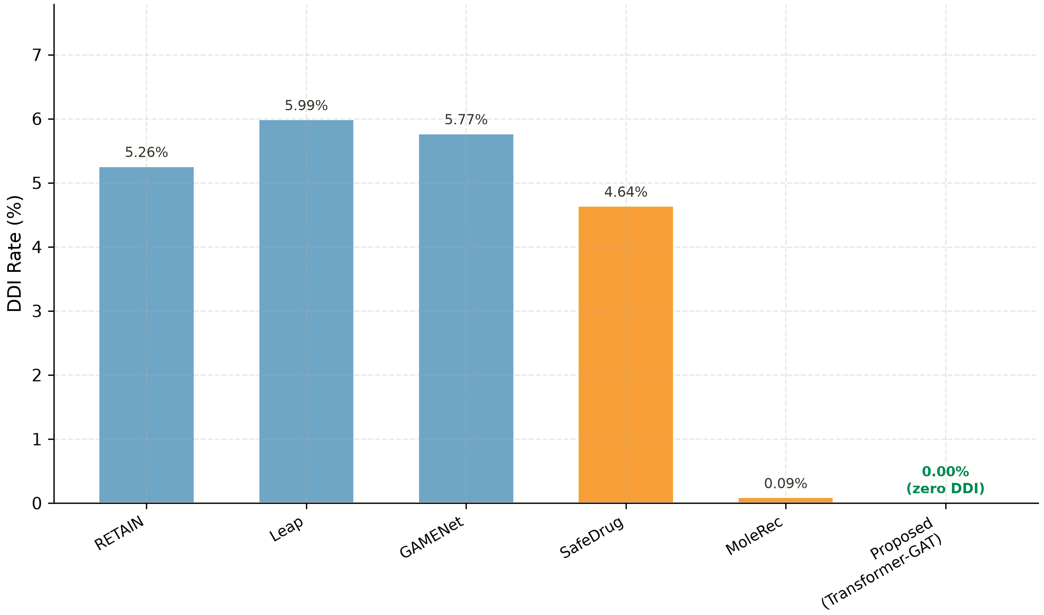 DDI Rate (%)
7
6
5
4
3
2
1
0
5.26%
5.99%
5.77%
4.64%
0.09%
0.00%
(zero DDI)
RETAIN
Leap
GAMENet
SafeDrug
MoleRec
Proposed
(Transformer-GAT)